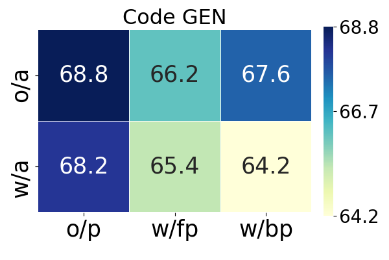 Code GEN
o/a 68.8 66.2 67.6
w/a 68.2 65.4 64.2
o/p w/fp w/bp
68.8
66.7
64.2